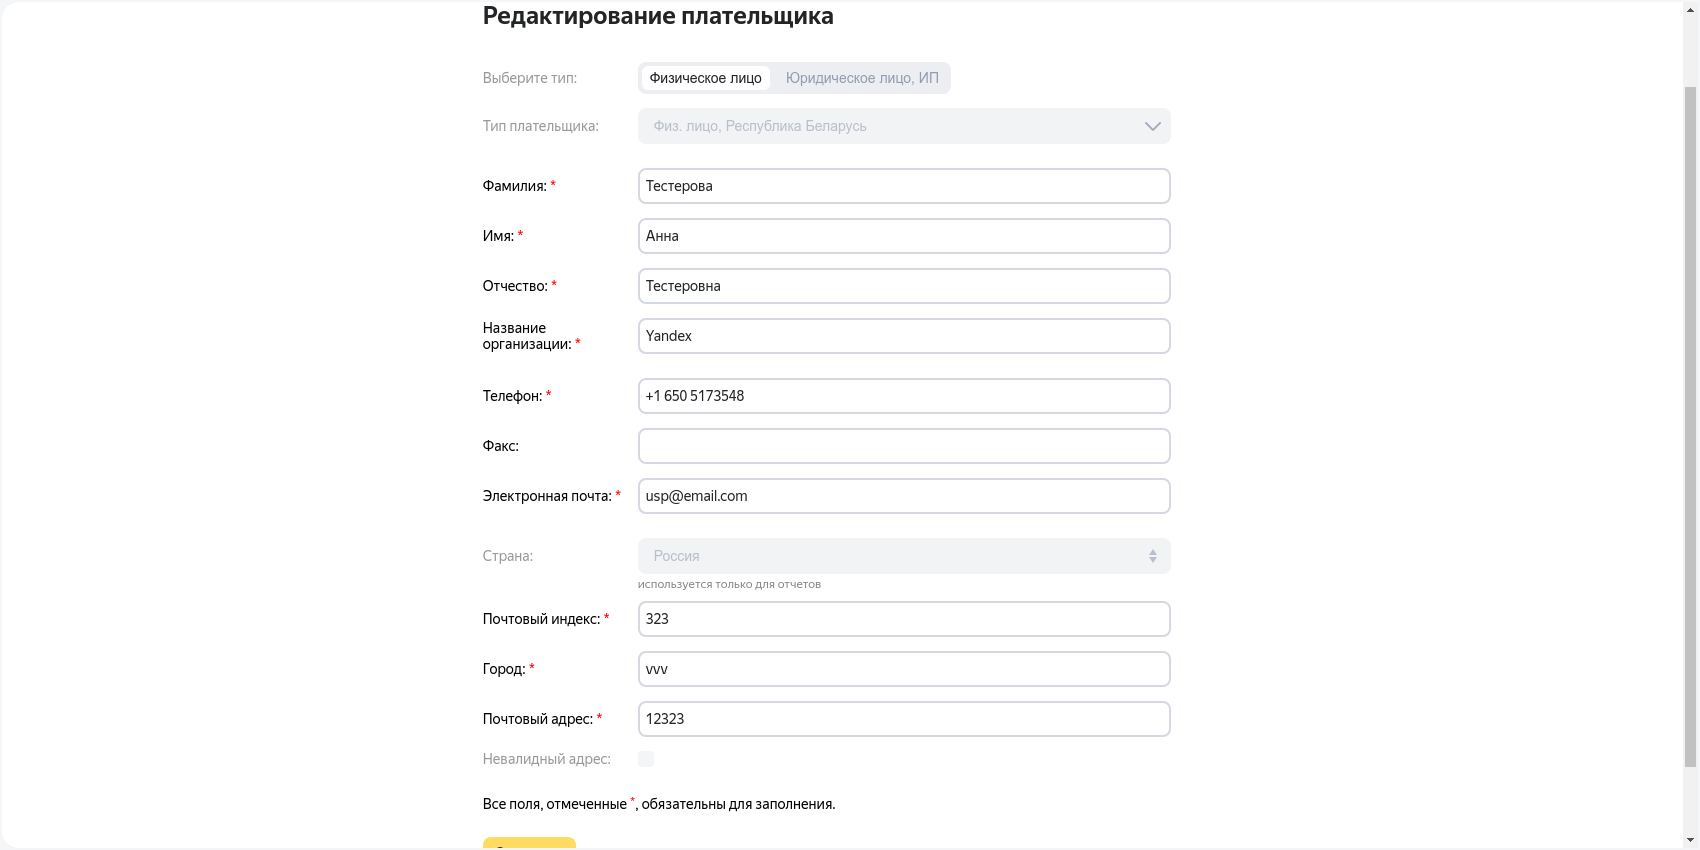 Редактирование плательщика
Выберите тип: Физическое лицо Юридическое лицо, ИП
Тип плательщика: Физ. лицо, Республика Беларусь
Фамилия: * Тестерова
Имя: * Анна
Отчество: * Тестеровна
Название
организации: * Yandex
Телефон: * +1 650 5173548
Факс:
Электронная почта: * usp@email.com
Страна: Россия
используется только для отчетов
Почтовый индекс: * 323
Город: * vvv
Почтовый адрес: * 12323
Невалидный адрес:
Все поля, отмеченные *, обязательны для заполнения.